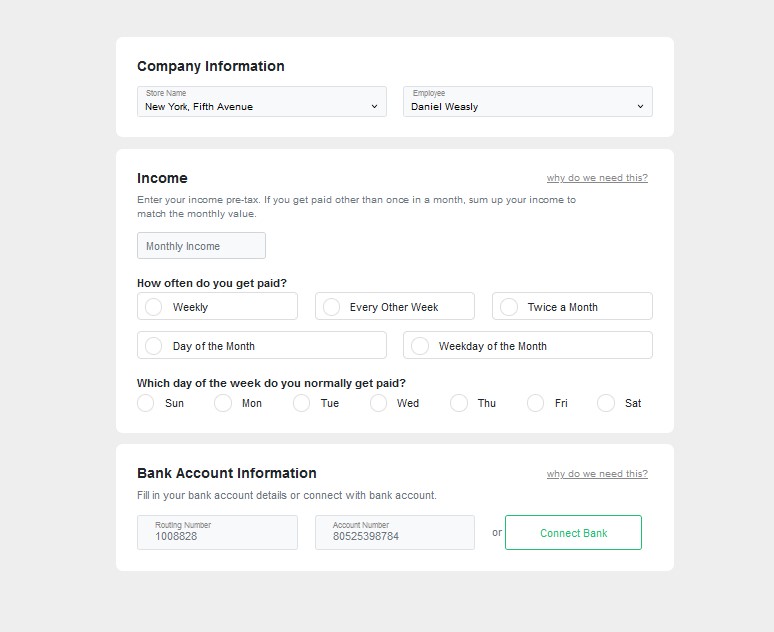 Company Information
Store Name
Employee
New York, Fifth Avenue
Daniel Weasly
Income
why do we need this?
Enter your income pre-tax. If you get paid other than once in a month, sum up your income to
match the monthly value.
Monthly Income
How often do you get paid?
Weekly
Every Other Week
Twice a Month
Day of the Month
Weekday of the Month
Which day of the week do you normally get paid?
Sun Mon Tue Wed Thu Fri Sat
Bank Account Information
why do we need this?
Fill in your bank account details or connect with bank account.
Routing Number
1008828
Account Number
80525398784
or
Connect Bank